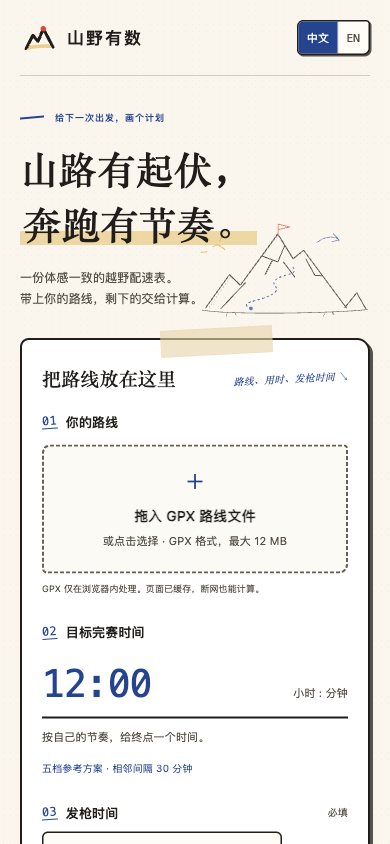 山野有数
中文 EN
给下一次出发，画个计划
山路有起伏，
奔跑有节奏。
一份体感一致的越野配速表。
带上你的路线，剩下的交给计算。
把路线放在这里
路线、用时、发枪时间 ↘
01 你的路线
+
拖入 GPX 路线文件
或点击选择 · GPX 格式，最大 12 MB
GPX 仅在浏览器内处理。页面已缓存，断网也能计算。
02 目标完赛时间
12:00 小时 : 分钟
按自己的节奏，给终点一个时间。
五档参考方案 · 相邻间隔 30 分钟
03 发枪时间 必填